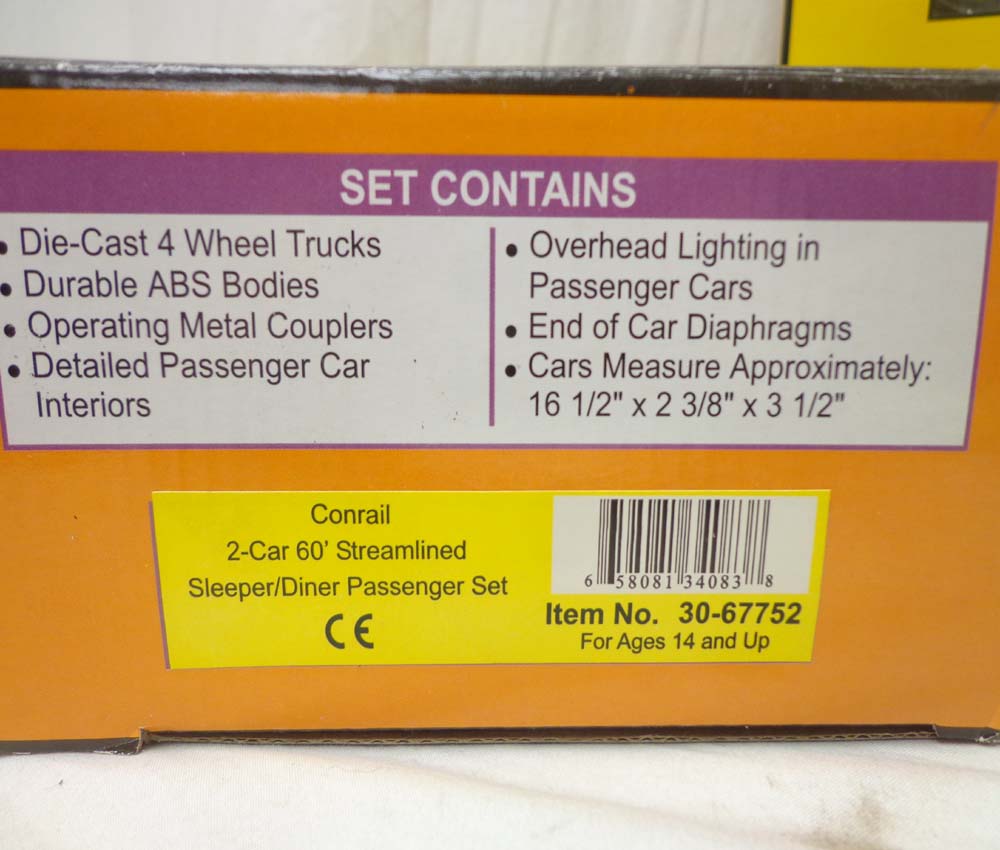 SET CONTAINS
• Die-Cast 4 Wheel Trucks
• Durable ABS Bodies
• Operating Metal Couplers
• Detailed Passenger Car
Interiors
• Overhead Lighting in
Passenger Cars
• End of Car Diaphragms
• Cars Measure Approximately:
16 1/2" x 2 3/8" x 3 1/2"
Conrail
2-Car 60' Streamlined
Sleeper/Diner Passenger Set
CE
6 58081 34083 8
Item No. 30-67752
For Ages 14 and Up